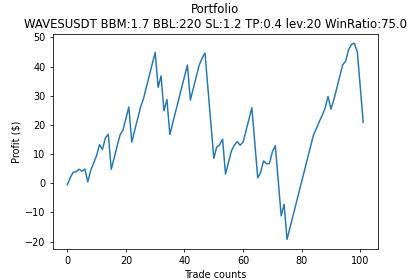 Portfolio
WAVESUSDT BBM:1.7 BBL:220 SL:1.2 TP:0.4 lev:20 WinRatio:75.0
50
40
30
20
10
0
−10
−20
Profit ($)
0 20 40 60 80 100
Trade counts